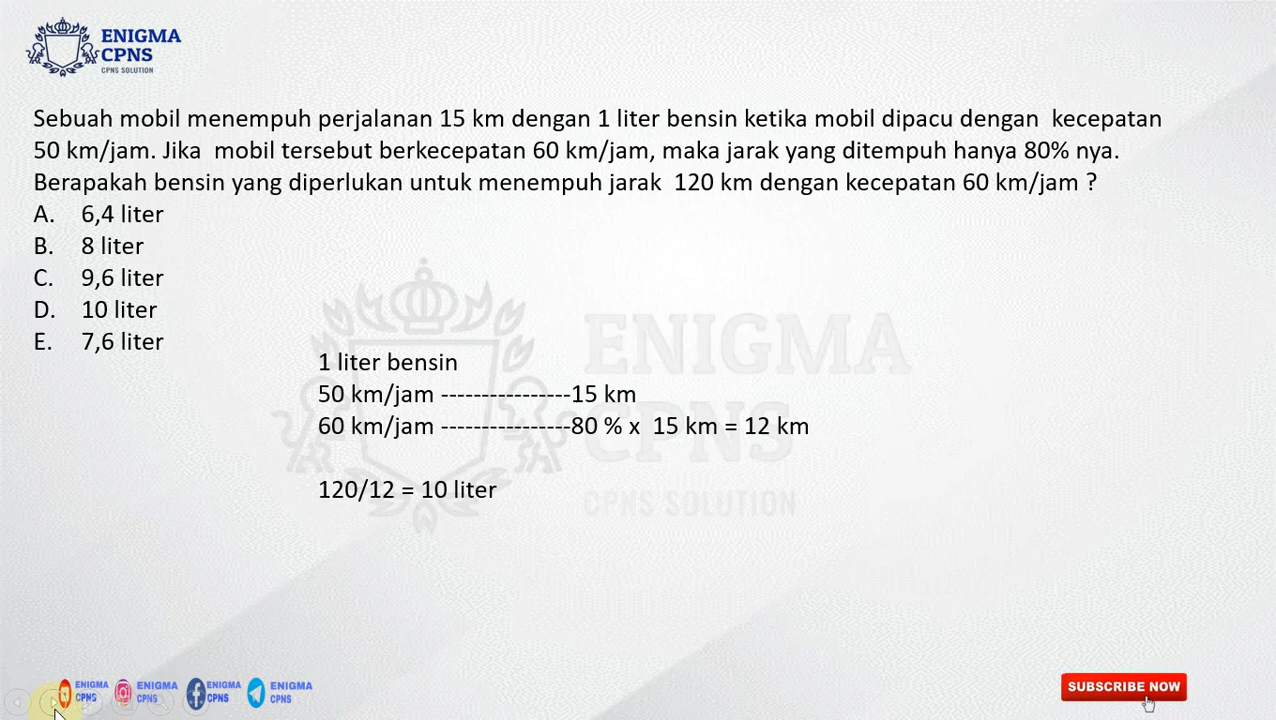 ENIGMA
CPNS
CPNS SOLUTION
Sebuah mobil menempuh perjalanan 15 km dengan 1 liter bensin ketika mobil dipacu dengan kecepatan
50 km/jam. Jika mobil tersebut berkecepatan 60 km/jam, maka jarak yang ditempuh hanya 80% nya.
Berapakah bensin yang diperlukan untuk menempuh jarak 120 km dengan kecepatan 60 km/jam ?
A. 6,4 liter
B. 8 liter
C. 9,6 liter
D. 10 liter
E. 7,6 liter
ENIGMA
CPNS
CPNS SOLUTION
1 liter bensin
50 km/jam ----------------15 km
60 km/jam ----------------80 % x 15 km = 12 km
120/12 = 10 liter
ENIGMA
CPNS
ENIGMA
CPNS
ENIGMA
CPNS
ENIGMA
CPNS
SUBSCRIBE NOW